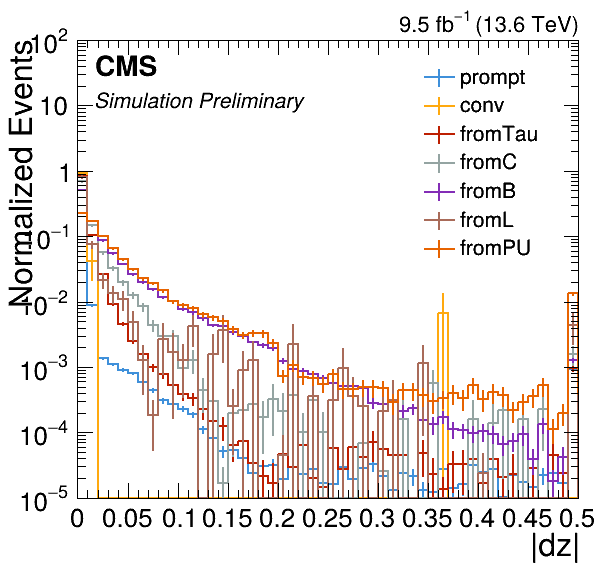 9.5 fb⁻¹ (13.6 TeV)
CMS
Simulation Preliminary
prompt
conv
fromTau
fromC
fromB
fromL
fromPU
Normalized Events
10²
10
1
10⁻¹
10⁻²
10⁻³
10⁻⁴
10⁻⁵
0 0.05 0.1 0.15 0.2 0.25 0.3 0.35 0.4 0.45 0.5
|dz|